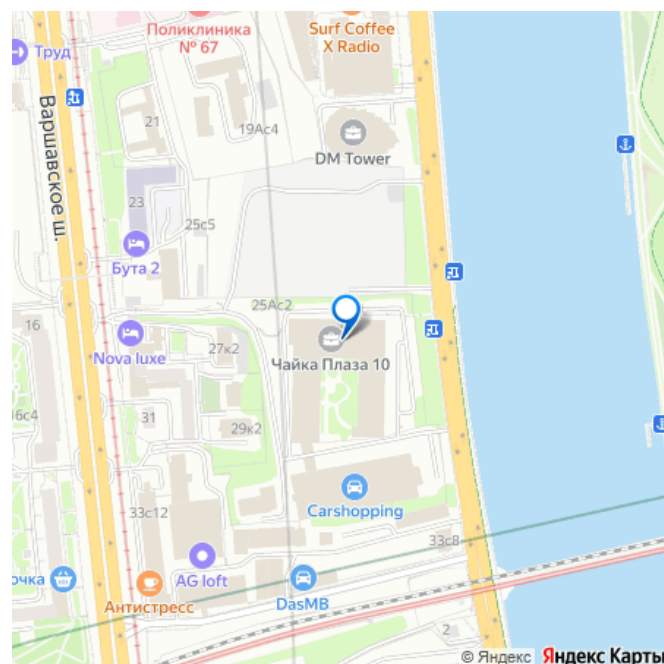 Поликлиника
№ 67
Surf Coffee
X Radio
Труд
21
19Ас4
DM Tower
Варшавское ш.
23
25с5
Бута 2
25Ас2
16
Nova luxe
27к2
Чайка Плаза 10
16с4
31
29к2
Carshopping
33с12
33с8
AG loft
очка
Антистресс
DasMB
2
© Яндекс Яндекс Карты